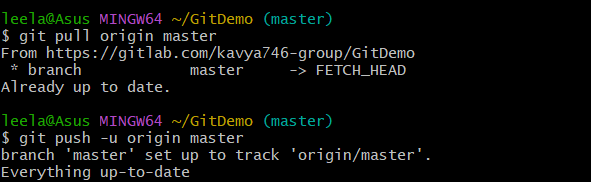 leela@Asus MINGW64 ~/GitDemo (master)
$ git pull origin master
From https://gitlab.com/kavya746-group/GitDemo
 * branch            master     -> FETCH_HEAD
Already up to date.

leela@Asus MINGW64 ~/GitDemo (master)
$ git push -u origin master
branch 'master' set up to track 'origin/master'.
Everything up-to-date